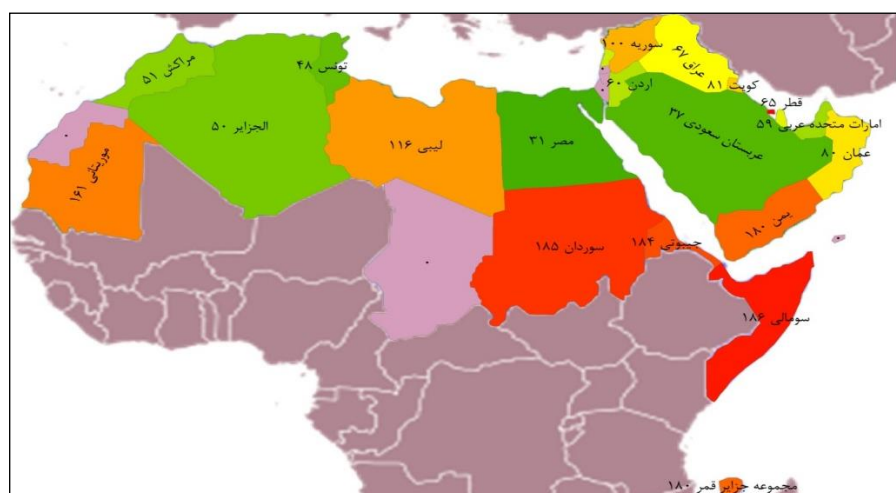 سوریه ۱۰۰
عراق ۶۷
مراکش ۵۱
تونس ۴۸
اردن ۶۰
کویت ۸۱
قطر ۶۵
الجزایر ۵۰
لیبی ۱۱۶
مصر ۳۱
عربستان سعودی ۳۷
امارات متحده عربی ۵۹
عمان ۸۰
موریتانی ۱۶۱
یمن ۱۸۰
سوردان ۱۸۵
جیبوتی ۱۸۴
سومالی ۱۸۶
مجموعه جزایر قمر ۱۸۰